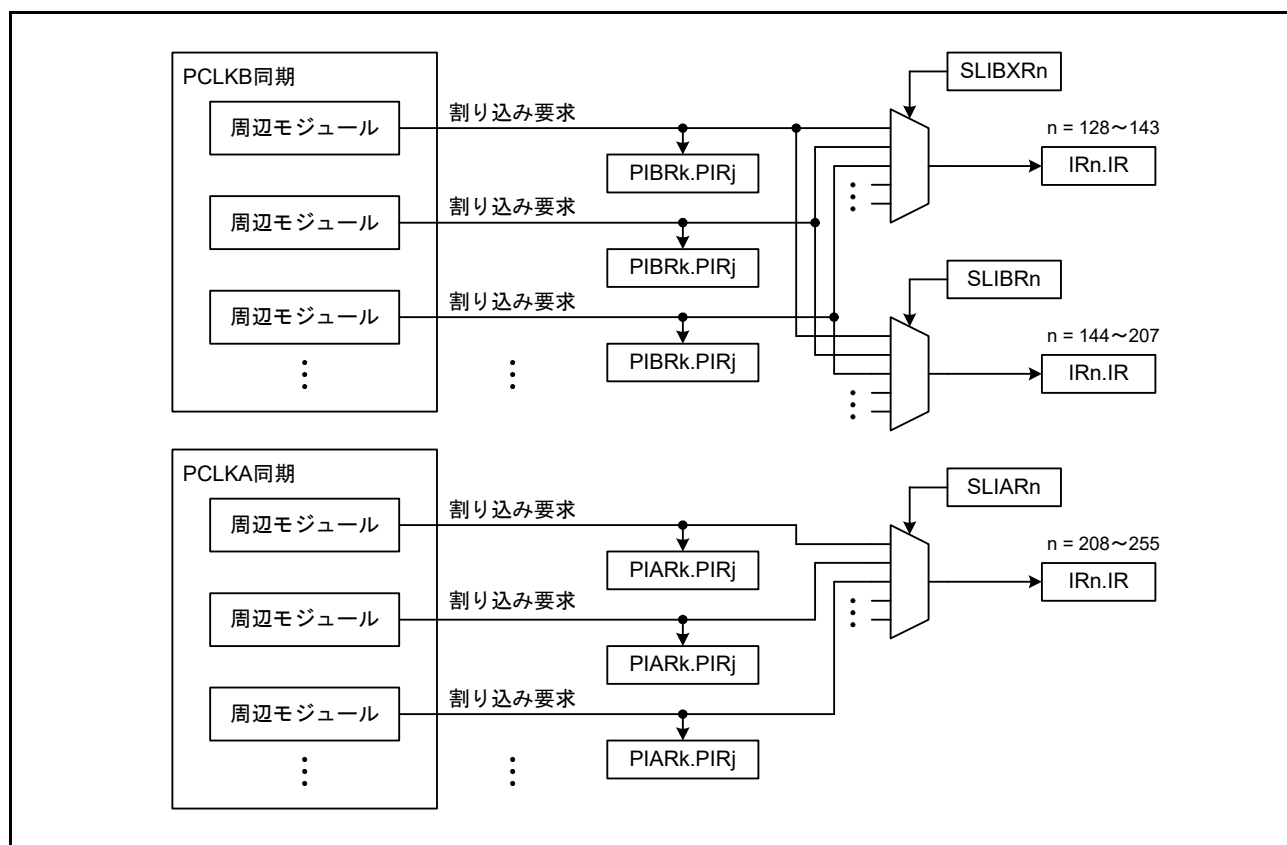 PCLKB同期
周辺モジュール
割り込み要求
PIBRk.PIRj
周辺モジュール
割り込み要求
PIBRk.PIRj
周辺モジュール
割り込み要求
PIBRk.PIRj
SLIBXRn
n = 128～143
IRn.IR
SLIBRn
n = 144～207
IRn.IR
PCLKA同期
周辺モジュール
割り込み要求
PIARk.PIRj
周辺モジュール
割り込み要求
PIARk.PIRj
周辺モジュール
割り込み要求
PIARk.PIRj
SLIARn
n = 208～255
IRn.IR